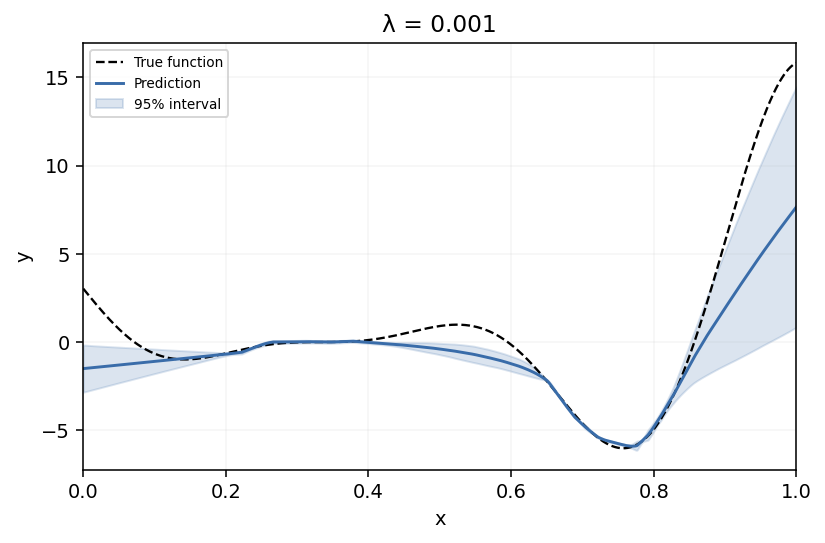 λ = 0.001
True function
Prediction
95% interval
15
10
5
0
−5
y
0.0 0.2 0.4 0.6 0.8 1.0
x